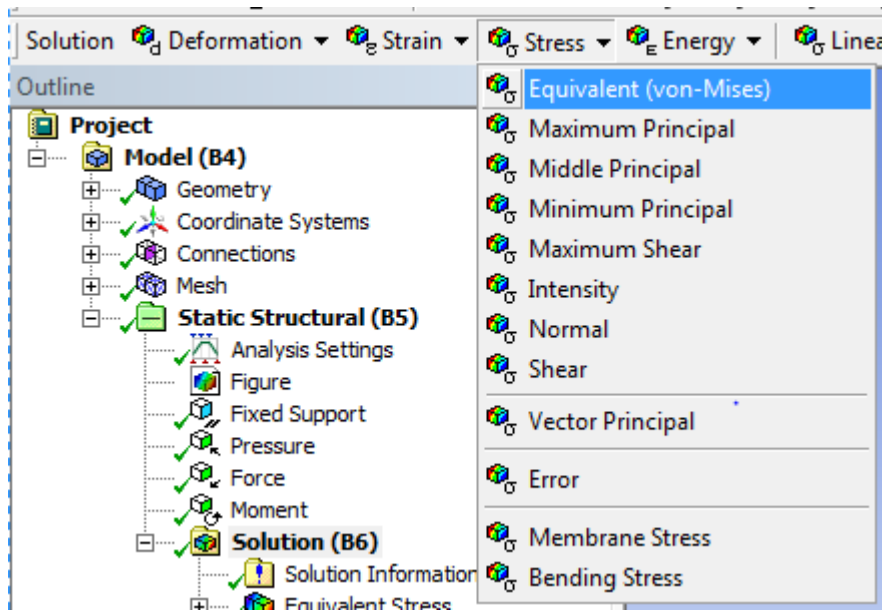 Solution Deformation Strain Stress Energy Linea
Outline
Project
Model (B4)
Geometry
Coordinate Systems
Connections
Mesh
Static Structural (B5)
Analysis Settings
Figure
Fixed Support
Pressure
Force
Moment
Solution (B6)
Solution Information
Equivalent Stress
Equivalent (von-Mises)
Maximum Principal
Middle Principal
Minimum Principal
Maximum Shear
Intensity
Normal
Shear
Vector Principal
Error
Membrane Stress
Bending Stress